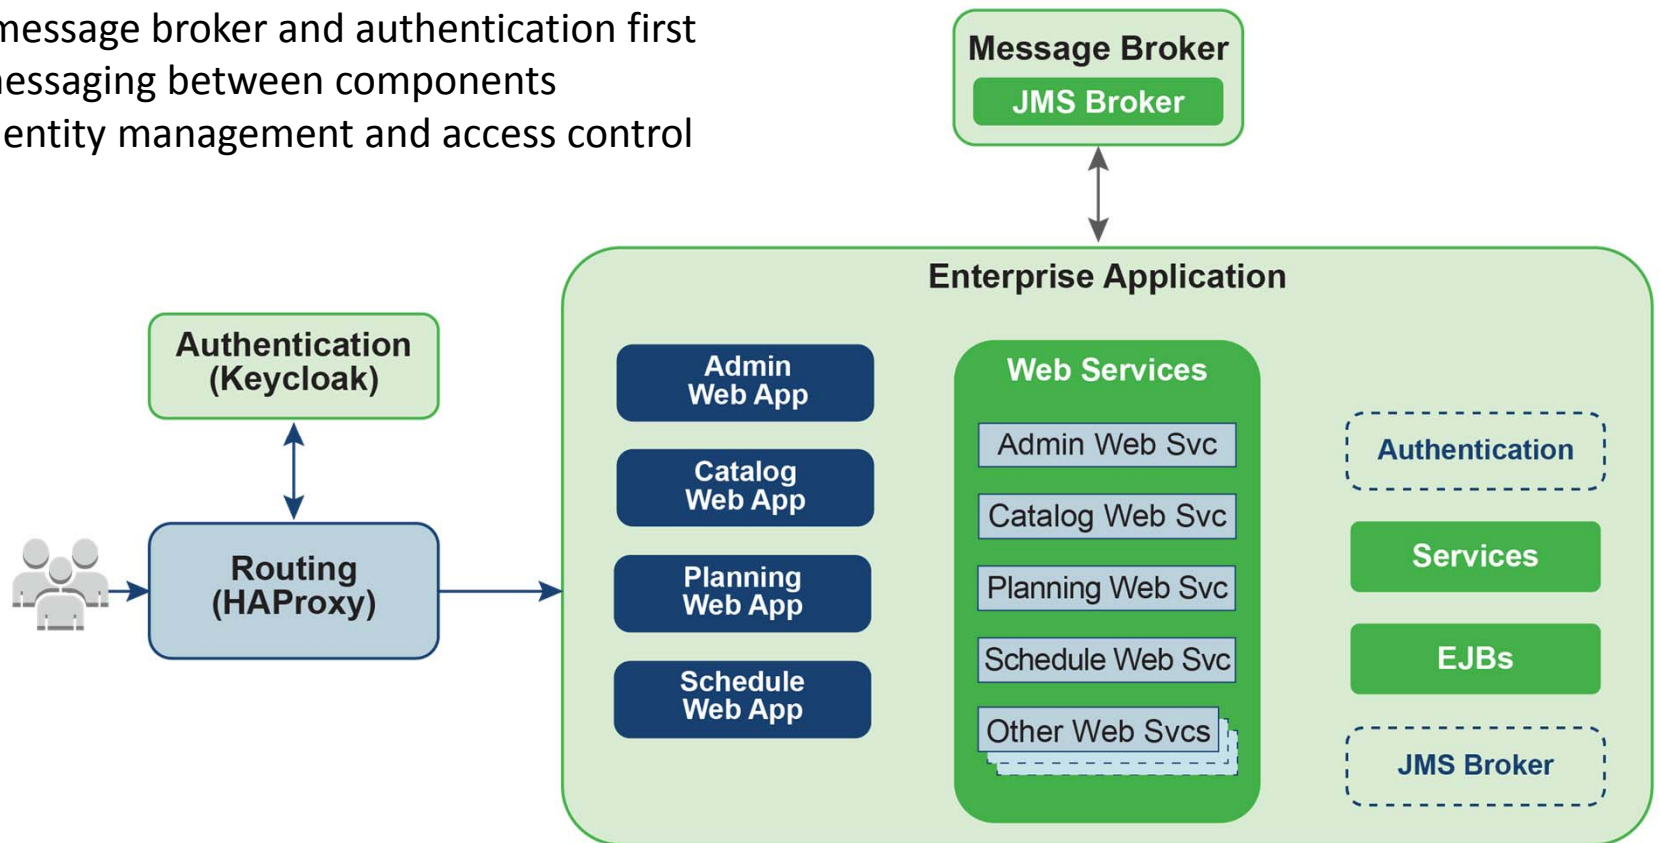 message broker and authentication first
messaging between components
entity management and access control
Message Broker
JMS Broker
Enterprise Application
Authentication
(Keycloak)
Routing
(HAProxy)
Admin
Web App
Catalog
Web App
Planning
Web App
Schedule
Web App
Web Services
Admin Web Svc
Catalog Web Svc
Planning Web Svc
Schedule Web Svc
Other Web Svcs
Authentication
Services
EJBs
JMS Broker